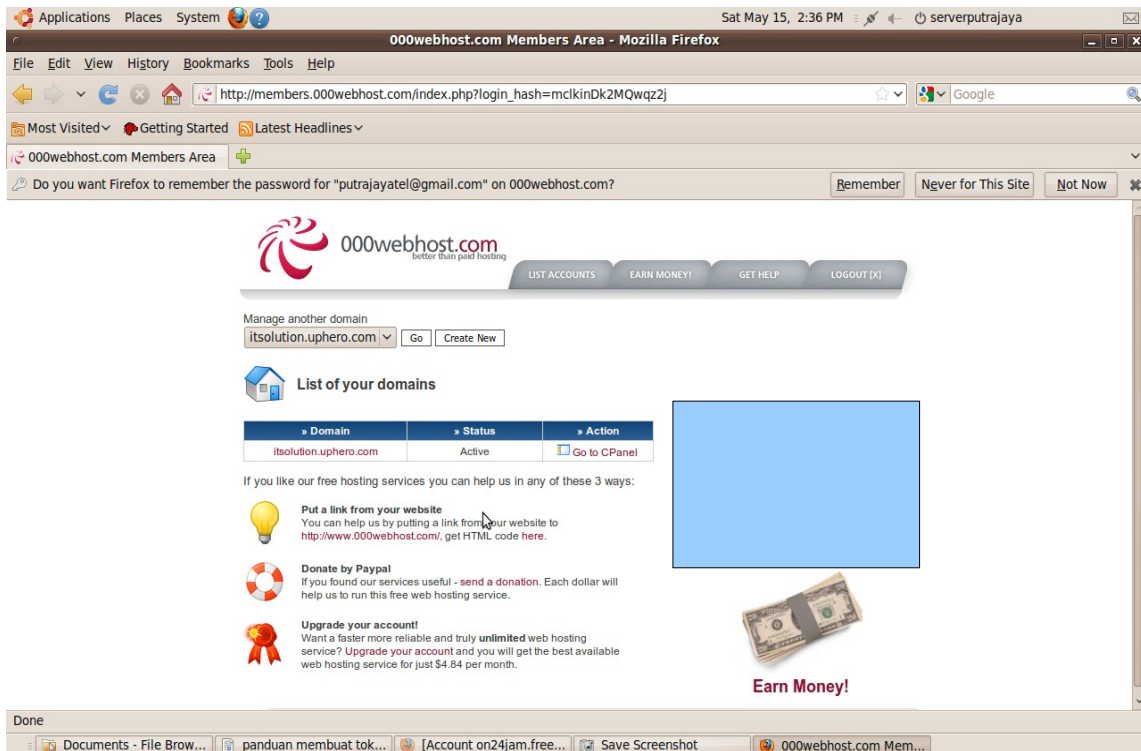 Applications Places System Sat May 15, 2:36 PM serverputrajaya
000webhost.com Members Area - Mozilla Firefox
File Edit View History Bookmarks Tools Help
http://members.000webhost.com/index.php?login_hash=mclkinDk2MQwqz2j Google
Most Visited Getting Started Latest Headlines
000webhost.com Members Area
Do you want Firefox to remember the password for "putrajayatel@gmail.com" on 000webhost.com? Remember Never for This Site Not Now
000webhost.com
better than paid hosting
LIST ACCOUNTS EARN MONEY! GET HELP LOGOUT [X]
Manage another domain
itsolution.uphero.com Go Create New
List of your domains
» Domain » Status » Action
itsolution.uphero.com Active Go to CPanel
If you like our free hosting services you can help us in any of these 3 ways:
Put a link from your website
You can help us by putting a link from your website to
http://www.000webhost.com/, get HTML code here.
Donate by Paypal
If you found our services useful - send a donation. Each dollar will
help us to run this free web hosting service.
Upgrade your account!
Want a faster more reliable and truly unlimited web hosting
service? Upgrade your account and you will get the best available
web hosting service for just $4.84 per month.
Earn Money!
Done
Documents - File Brow... panduan membuat tok... [Account on24jam.free... Save Screenshot 000webhost.com Mem...